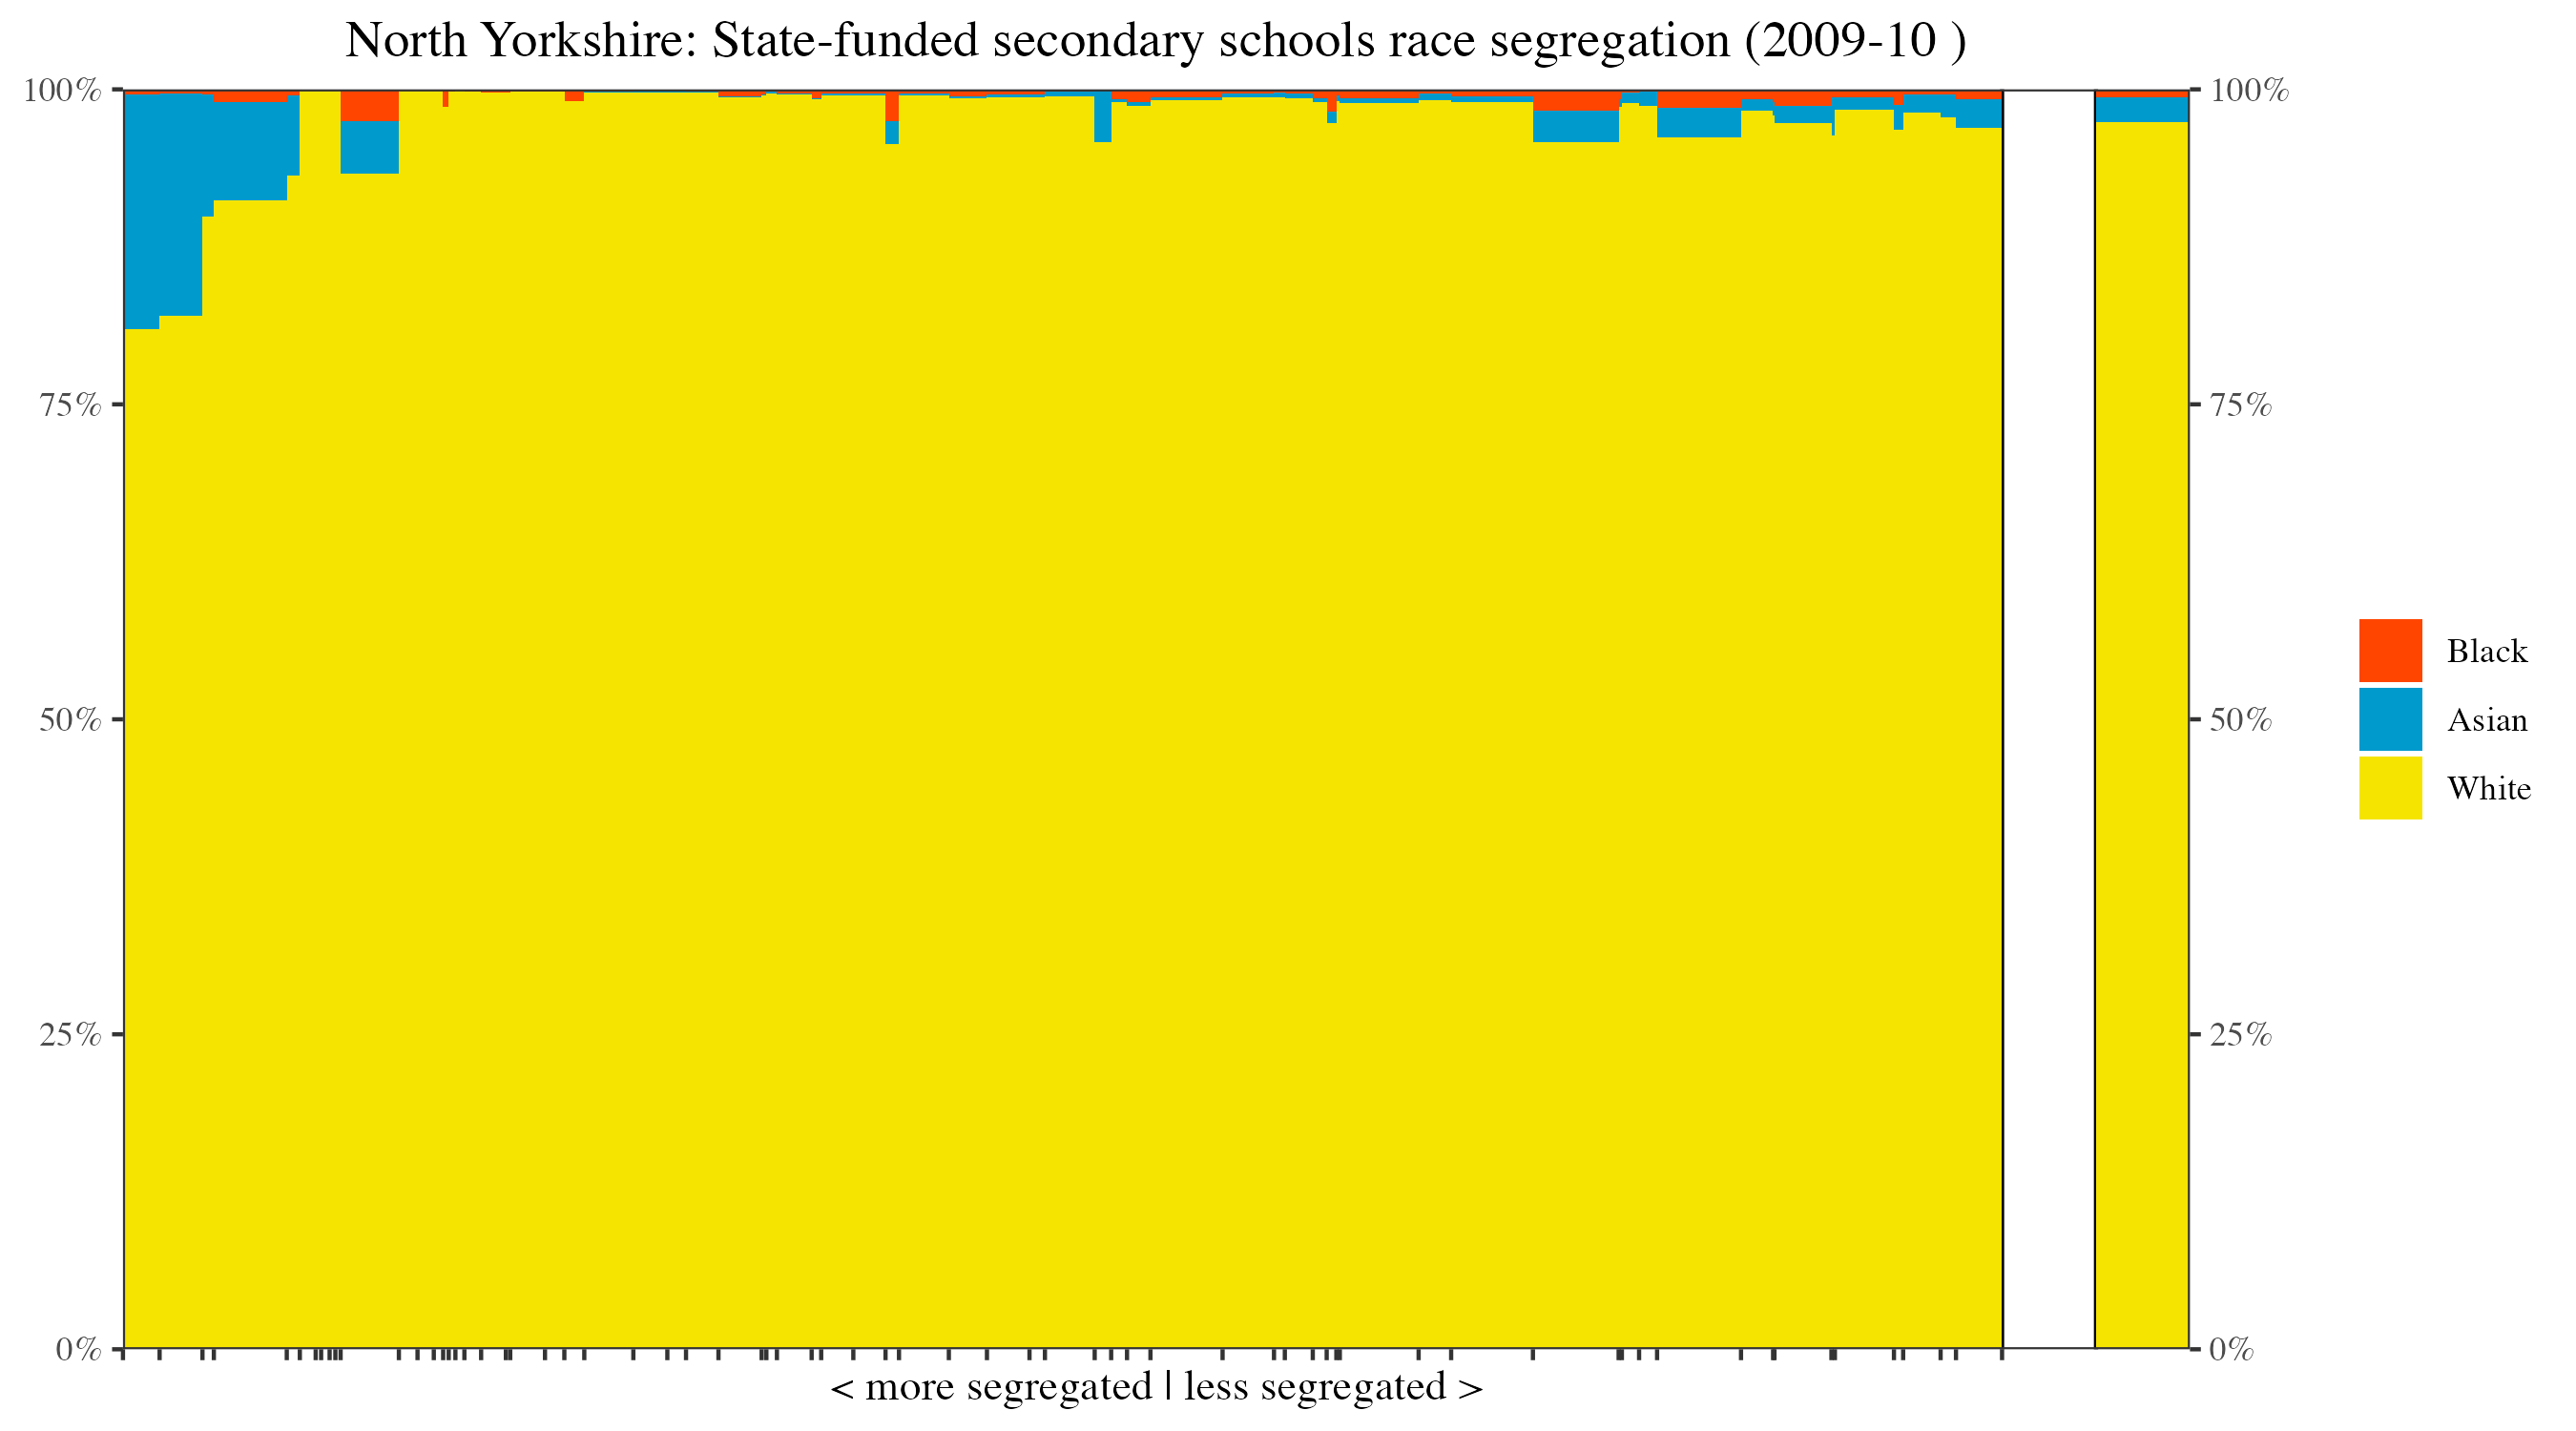 North Yorkshire: State-funded secondary schools race segregation (2009-10 )
100%
75%
50%
25%
0%
100%
75%
50%
25%
0%
Black
Asian
White
< more segregated | less segregated >